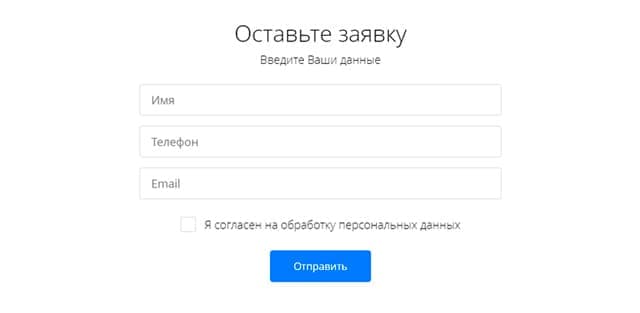 Оставьте заявку
Введите Ваши данные
Имя
Телефон
Email
Я согласен на обработку персональных данных
Отправить